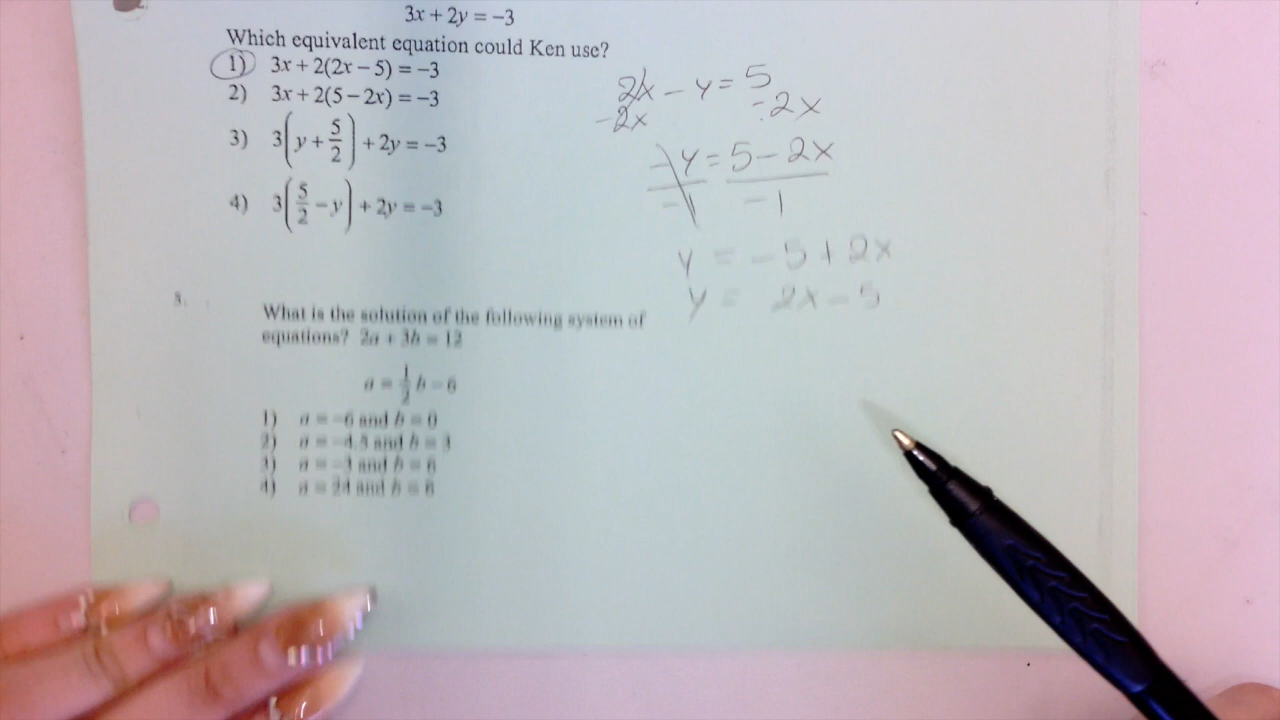 3x + 2y = −3
Which equivalent equation could Ken use?
1) 3x + 2(2x − 5) = −3
2) 3x + 2(5 − 2x) = −3
3) 3(y + 5/2) + 2y = −3
4) 3(5/2 − y) + 2y = −3
2x − y = 5
−2x −2x
−y = 5 − 2x
−1 −1
y = −5 + 2x
y = 2x − 5
3.
What is the solution of the following system of
equations? 2a + 3b = 12
a = 1/2 b − 6
1) a = −6 and b = 0
2) a = −4.5 and b = 3
3) a = −3 and b = 6
4) a = 24 and b = 6